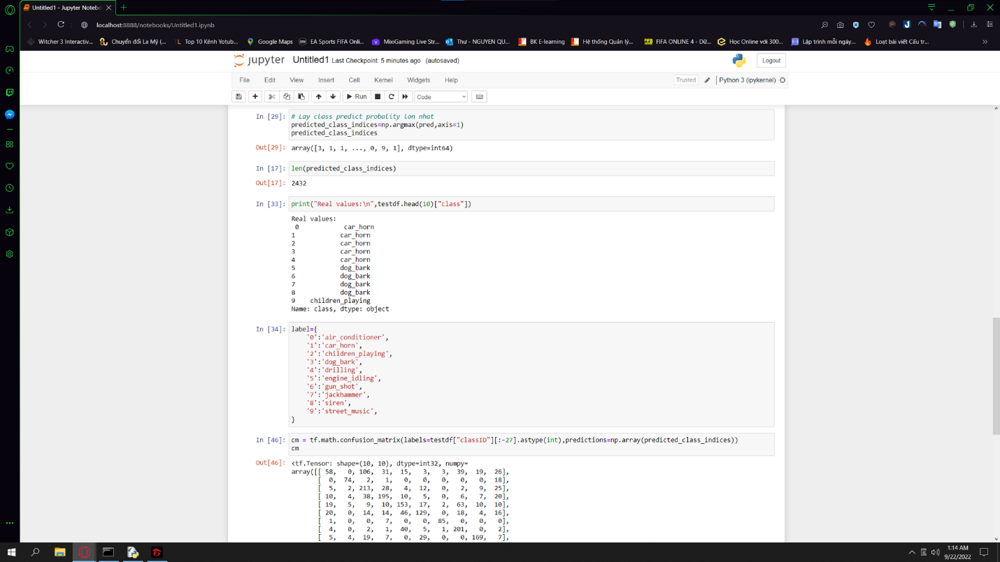 Untitled1 - Jupyter Notebo
localhost:8888/notebooks/Untitled1.ipynb
Witcher 3 Interactiv...
Chuyển đổi La Mỹ (...
Top 10 Kênh Yotub...
Google Maps
EA Sports FIFA Onli...
MixiGaming Live Str...
Thư - NGUYEN QU...
BK E-learning
Hệ thống Quản lý...
FIFA ONLINE 4 - Dữ...
Học Online với 300...
Lập trình mỗi ngày...
Loạt bài viết Cấu tr...
jupyter Untitled1 Last Checkpoint: 5 minutes ago (autosaved)
Logout
File Edit View Insert Cell Kernel Widgets Help
Trusted
Python 3 (ipykernel)
Run
Code
In [29]: # Lay class predict probality lon nhat
predicted_class_indices=np.argmax(pred,axis=1)
predicted_class_indices
Out[29]: array([3, 1, 1, ..., 0, 9, 1], dtype=int64)
In [17]: len(predicted_class_indices)
Out[17]: 2432
In [33]: print("Real values:\n",testdf.head(10)["class"])
Real values:
0 car_horn
1 car_horn
2 car_horn
3 car_horn
4 car_horn
5 dog_bark
6 dog_bark
7 dog_bark
8 dog_bark
9 children_playing
Name: class, dtype: object
In [34]: label={
'0':'air_conditioner',
'1':'car_horn',
'2':'children_playing',
'3':'dog_bark',
'4':'drilling',
'5':'engine_idling',
'6':'gun_shot',
'7':'jackhammer',
'8':'siren',
'9':'street_music',
}
In [46]: cm = tf.math.confusion_matrix(labels=testdf["classID"][:-27].astype(int),predictions=np.array(predicted_class_indices))
cm
Out[46]: <tf.Tensor: shape=(10, 10), dtype=int32, numpy=
array([[ 58, 0, 106, 31, 15, 3, 3, 39, 19, 26],
[ 0, 74, 2, 1, 0, 0, 0, 0, 0, 18],
[ 5, 2, 213, 28, 4, 12, 0, 2, 9, 25],
[ 10, 4, 38, 195, 10, 5, 0, 6, 7, 20],
[ 19, 5, 9, 10, 153, 17, 2, 63, 10, 10],
[ 20, 0, 14, 14, 46, 129, 0, 18, 4, 16],
[ 1, 0, 0, 7, 0, 0, 85, 0, 0, 0],
[ 4, 0, 2, 1, 40, 5, 1, 201, 0, 2],
[ 5, 4, 19, 7, 0, 29, 0, 0, 169, 7],
1:14 AM
9/22/2022